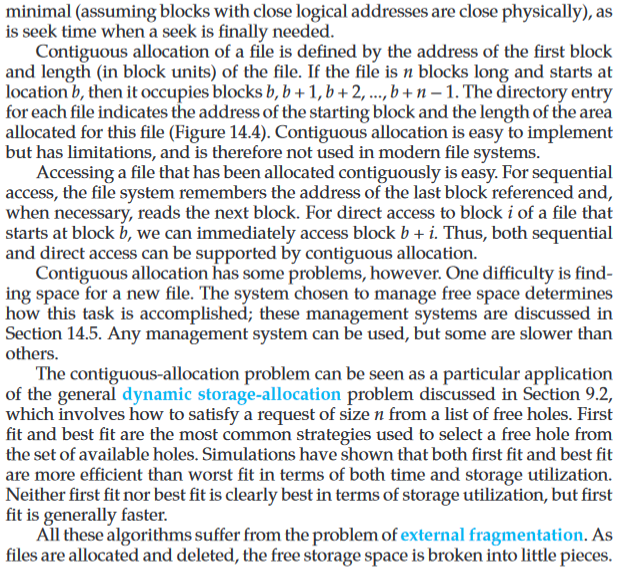 minimal (assuming blocks with close logical addresses are close physically), as
is seek time when a seek is finally needed.
Contiguous allocation of a file is defined by the address of the first block
and length (in block units) of the file. If the file is n blocks long and starts at
location b, then it occupies blocks b, b + 1, b + 2, ..., b + n – 1. The directory entry
for each file indicates the address of the starting block and the length of the area
allocated for this file (Figure 14.4). Contiguous allocation is easy to implement
but has limitations, and is therefore not used in modern file systems.
Accessing a file that has been allocated contiguously is easy. For sequential
access, the file system remembers the address of the last block referenced and,
when necessary, reads the next block. For direct access to block i of a file that
starts at block b, we can immediately access block b + i. Thus, both sequential
and direct access can be supported by contiguous allocation.
Contiguous allocation has some problems, however. One difficulty is find-
ing space for a new file. The system chosen to manage free space determines
how this task is accomplished; these management systems are discussed in
Section 14.5. Any management system can be used, but some are slower than
others.
The contiguous-allocation problem can be seen as a particular application
of the general dynamic storage-allocation problem discussed in Section 9.2,
which involves how to satisfy a request of size n from a list of free holes. First
fit and best fit are the most common strategies used to select a free hole from
the set of available holes. Simulations have shown that both first fit and best fit
are more efficient than worst fit in terms of both time and storage utilization.
Neither first fit nor best fit is clearly best in terms of storage utilization, but first
fit is generally faster.
All these algorithms suffer from the problem of external fragmentation. As
files are allocated and deleted, the free storage space is broken into little pieces.